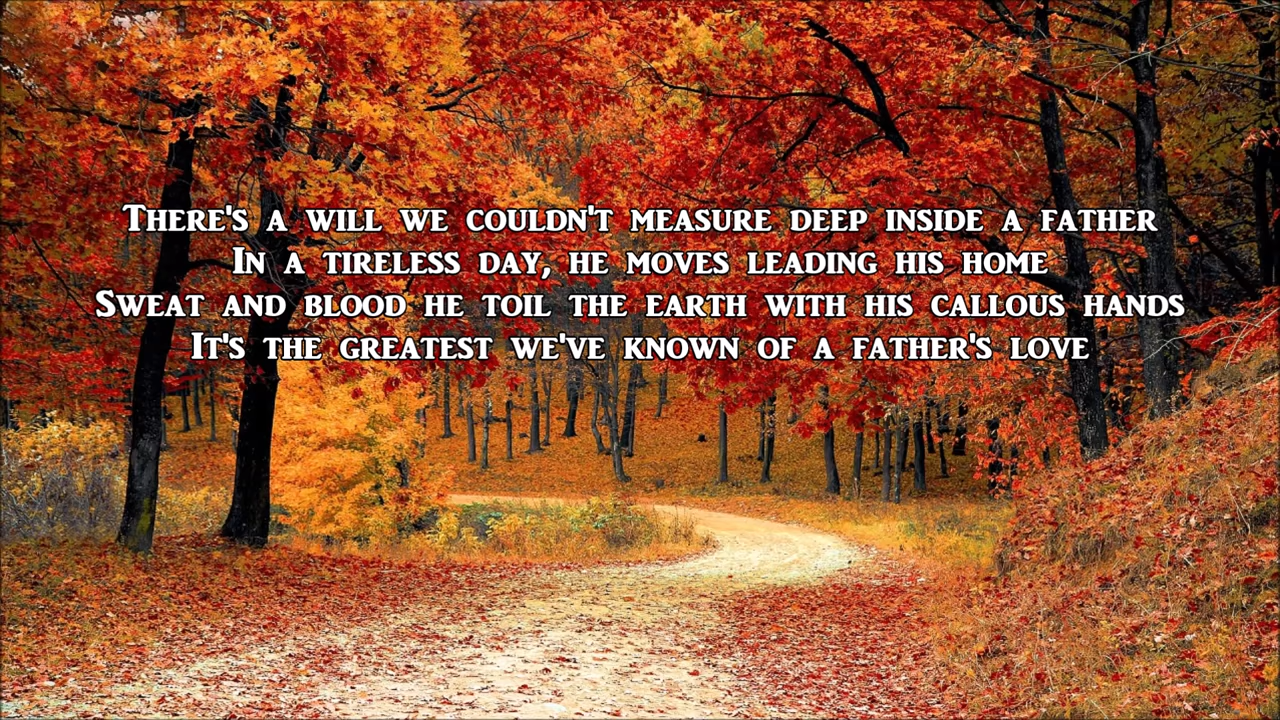 There's a will we couldn't measure deep inside a father
In a tireless day, he moves leading his home
Sweat and blood he toil the earth with his callous hands
It's the greatest we've known of a father's love